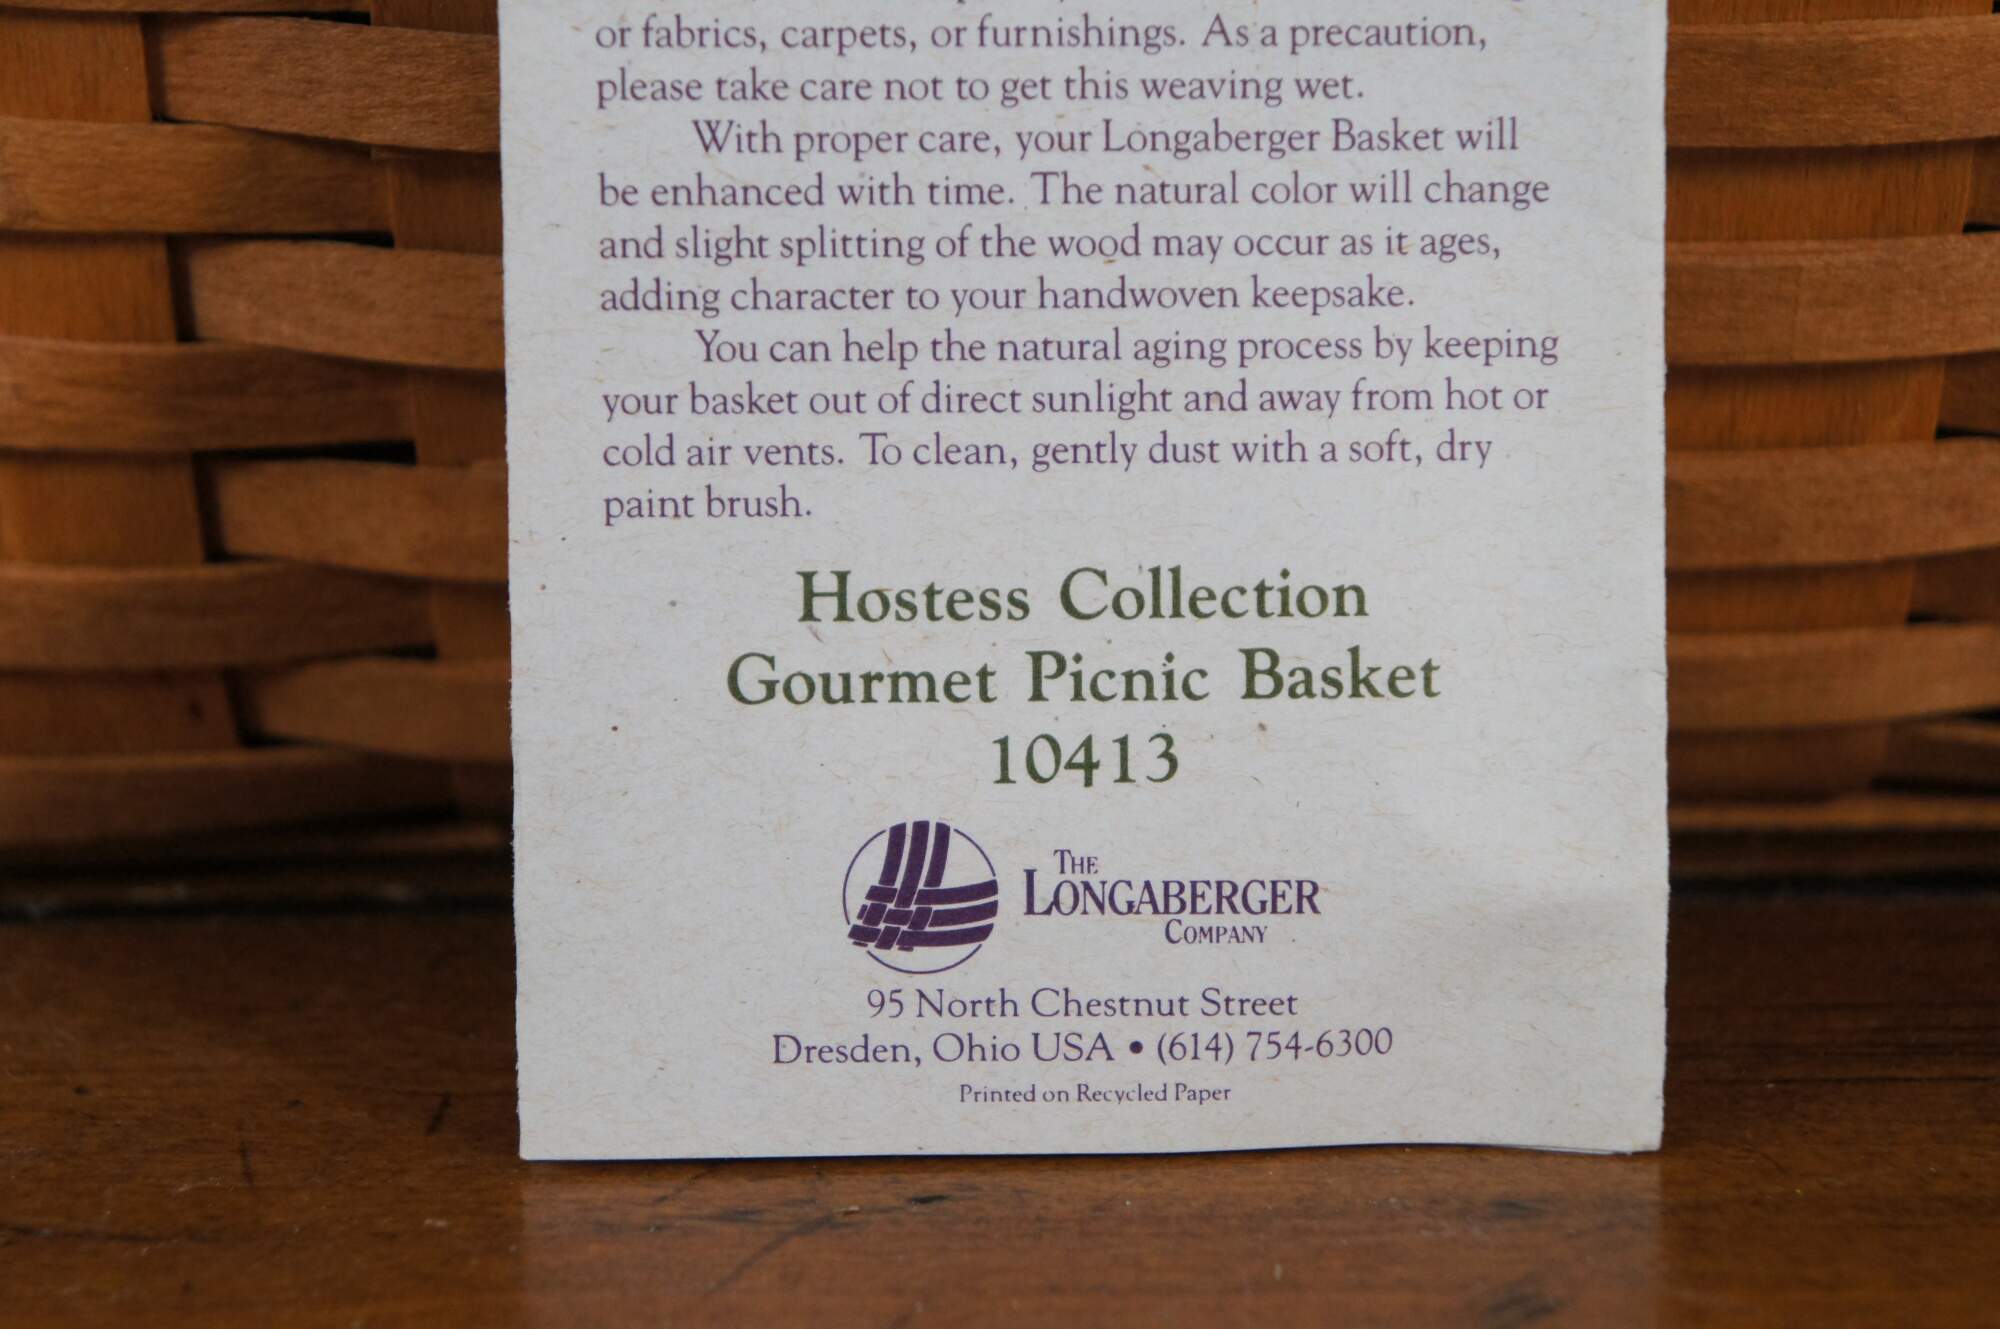 or fabrics, carpets, or furnishings. As a precaution,
please take care not to get this weaving wet.
With proper care, your Longaberger Basket will
be enhanced with time. The natural color will change
and slight splitting of the wood may occur as it ages,
adding character to your handwoven keepsake.
You can help the natural aging process by keeping
your basket out of direct sunlight and away from hot or
cold air vents. To clean, gently dust with a soft, dry
paint brush.
Hostess Collection
Gourmet Picnic Basket
10413
THE
LONGABERGER
COMPANY
95 North Chestnut Street
Dresden, Ohio USA • (614) 754-6300
Printed on Recycled Paper